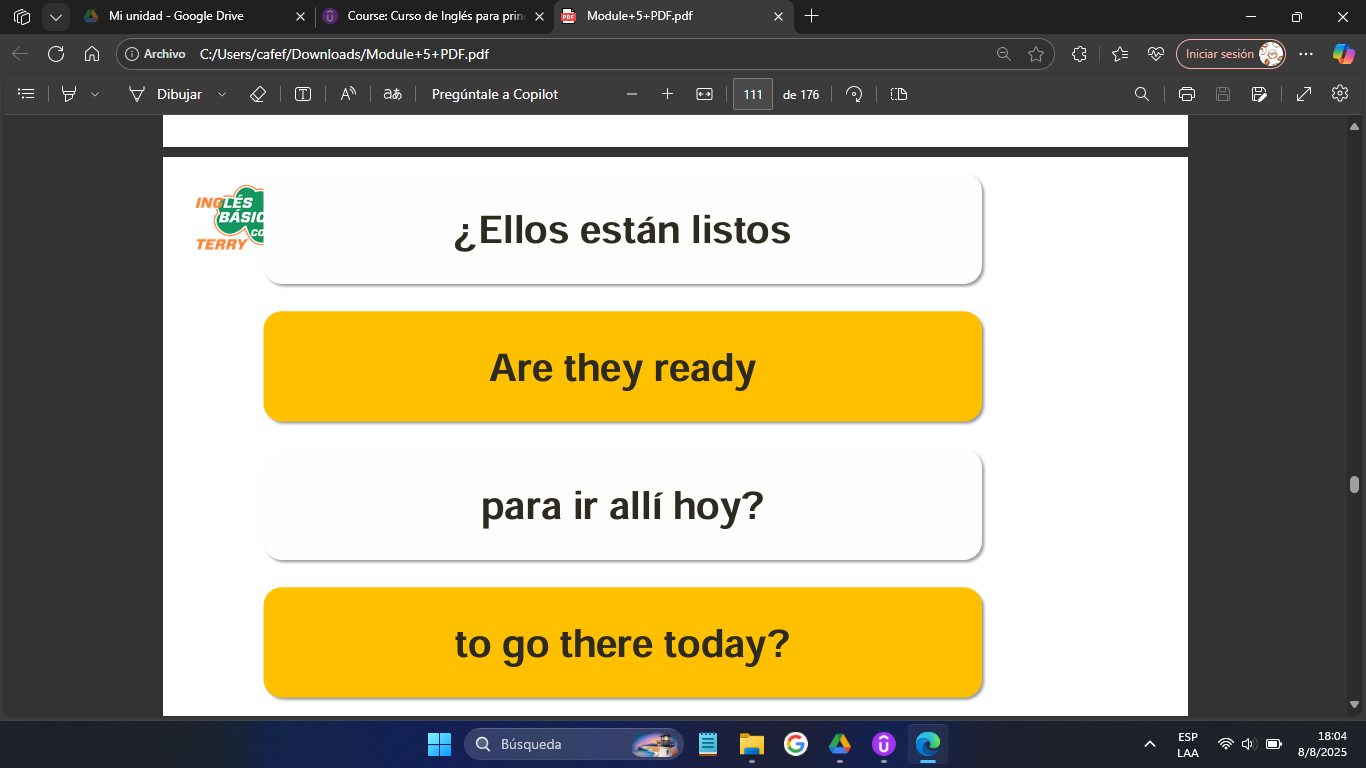 Mi unidad - Google Drive
Course: Curso de Inglés para prin
Module+5+PDF.pdf
Archivo
C:/Users/cafef/Downloads/Module+5+PDF.pdf
Iniciar sesión
Dibujar
Pregúntale a Copilot
111
de 176
INGLÉS
BÁSIC
CO
TERRY
¿Ellos están listos
Are they ready
para ir allí hoy?
to go there today?
Búsqueda
ESP
LAA
18:04
8/8/2025